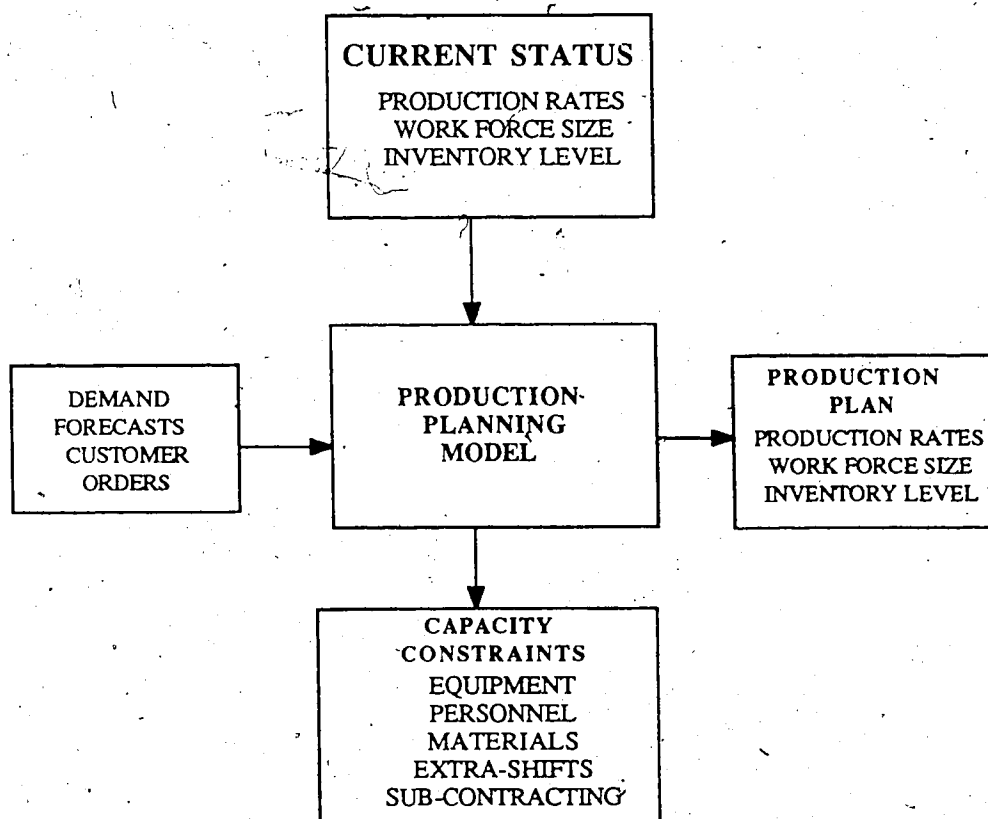 CURRENT STATUS
PRODUCTION RATES
WORK FORCE SIZE
INVENTORY LEVEL
DEMAND
FORECASTS
CUSTOMER
ORDERS
PRODUCTION-
PLANNING
MODEL
PRODUCTION
PLAN
PRODUCTION RATES
WORK FORCE SIZE
INVENTORY LEVEL
CAPACITY
CONSTRAINTS
EQUIPMENT
PERSONNEL
MATERIALS
EXTRA-SHIFTS
SUB-CONTRACTING